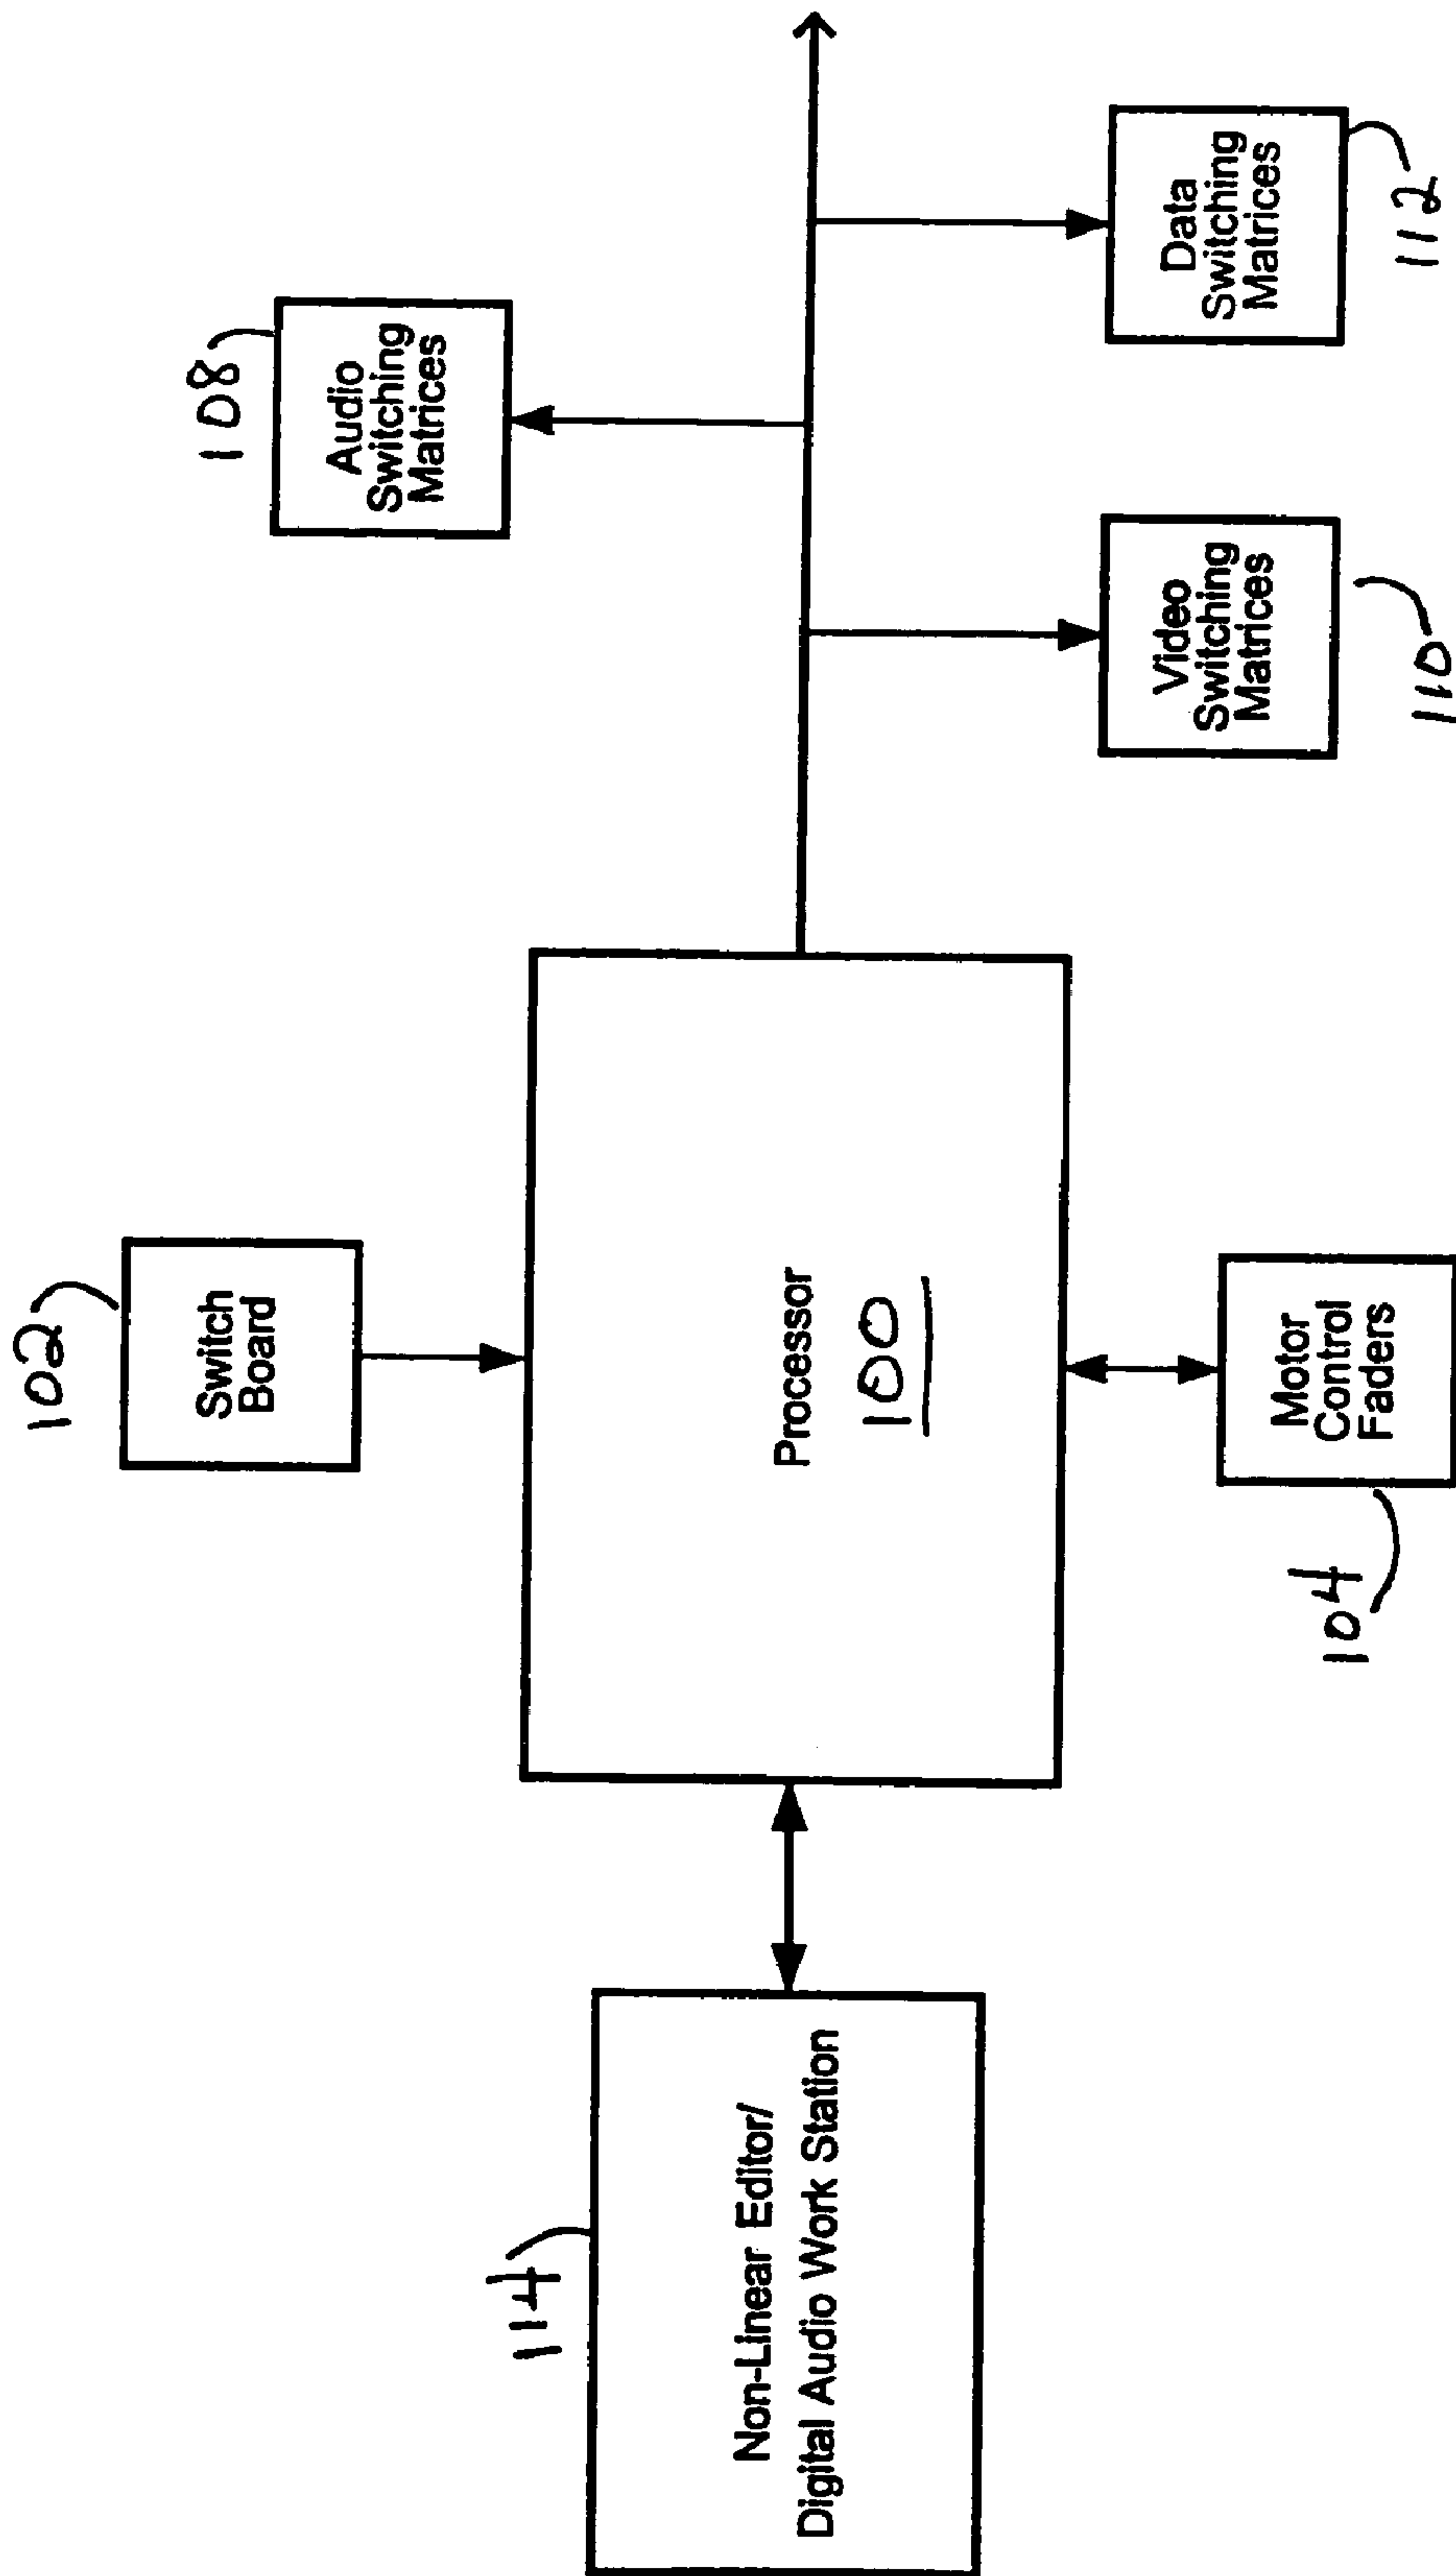 102
Switch
Board
108
Audio
Switching
Matrices
114
Non-Linear Editor/
Digital Audio Work Station
Processor
100
104
Motor
Control
Faders
Video
Switching
Matrices
110
Data
Switching
Matrices
112